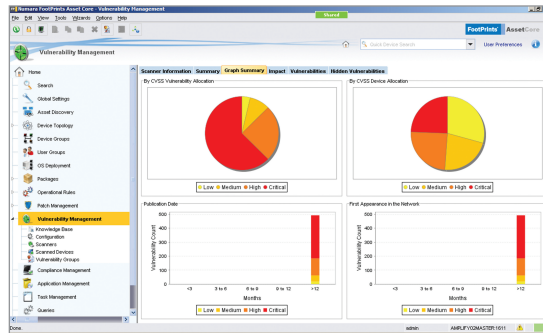 Numara FootPrints Asset Core - Vulnerability Management
Shared
File Edit View Tools Wizards Options Help
FootPrints® AssetCore
Quick Device Search
User Preferences
Vulnerability Management
Home
Search
Global Settings
Asset Discovery
Device Topology
Device Groups
User Groups
OS Deployment
Packages
Operational Rules
Patch Management
Vulnerability Management
Knowledge Base
Configuration
Scanners
Scanned Devices
Vulnerability Groups
Compliance Management
Application Management
Task Management
Queries
Scanner Information Summary Graph Summary Impact Vulnerabilities Hidden Vulnerabilities
By CVSS Vulnerability Allocation
Low Medium High Critical
By CVSS Device Allocation
Low Medium High Critical
Publication Date
Vulnerability Count
500
400
300
200
100
0
<3 3 to 6 6 to 9 9 to 12 >12
Months
Low Medium High Critical
First Appearance in the Network
Vulnerability Count
500
400
300
200
100
0
<3 3 to 6 6 to 9 9 to 12 >12
Months
Low Medium High Critical
Done.
admin
AMPLIFY02MASTER:1611